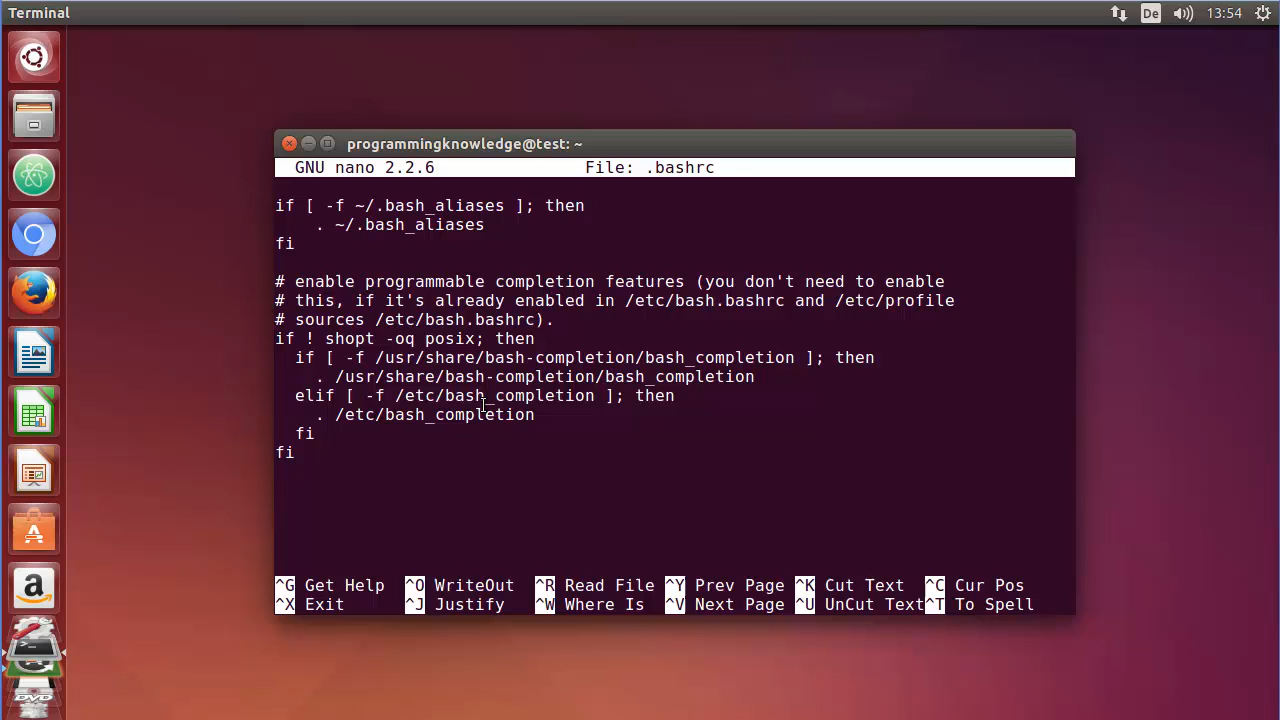 Terminal
De
13:54
programmingknowledge@test: ~
GNU nano 2.2.6 File: .bashrc
if [ -f ~/.bash_aliases ]; then
. ~/.bash_aliases
fi
# enable programmable completion features (you don't need to enable
# this, if it's already enabled in /etc/bash.bashrc and /etc/profile
# sources /etc/bash.bashrc).
if ! shopt -oq posix; then
if [ -f /usr/share/bash-completion/bash_completion ]; then
. /usr/share/bash-completion/bash_completion
elif [ -f /etc/bash_completion ]; then
. /etc/bash_completion
fi
fi
^G Get Help ^O WriteOut ^R Read File ^Y Prev Page ^K Cut Text ^C Cur Pos
^X Exit ^J Justify ^W Where Is ^V Next Page ^U UnCut Text ^T To Spell
DVD